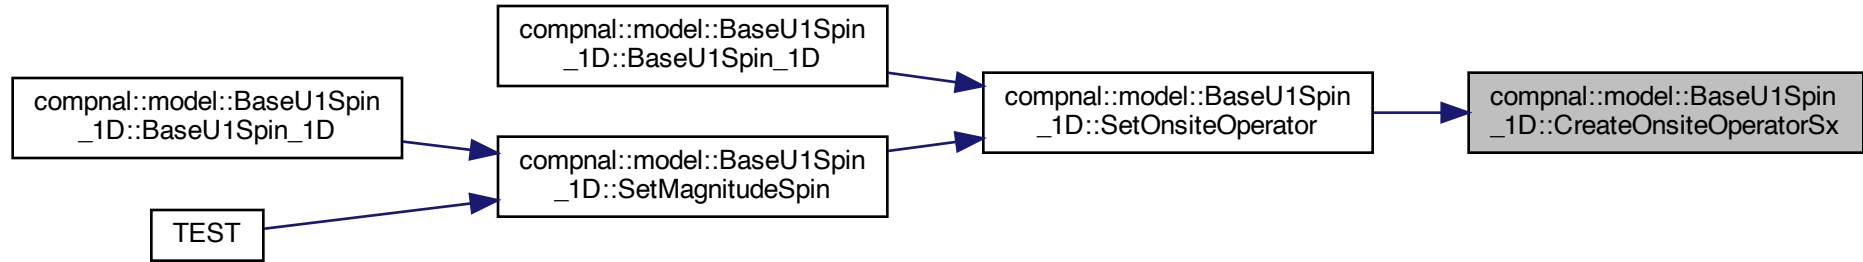 compnal::model::BaseU1Spin
_1D::BaseU1Spin_1D
compnal::model::BaseU1Spin
_1D::BaseU1Spin_1D
compnal::model::BaseU1Spin
_1D::SetMagnitudeSpin
TEST
compnal::model::BaseU1Spin
_1D::SetOnsiteOperator
compnal::model::BaseU1Spin
_1D::CreateOnsiteOperatorSx